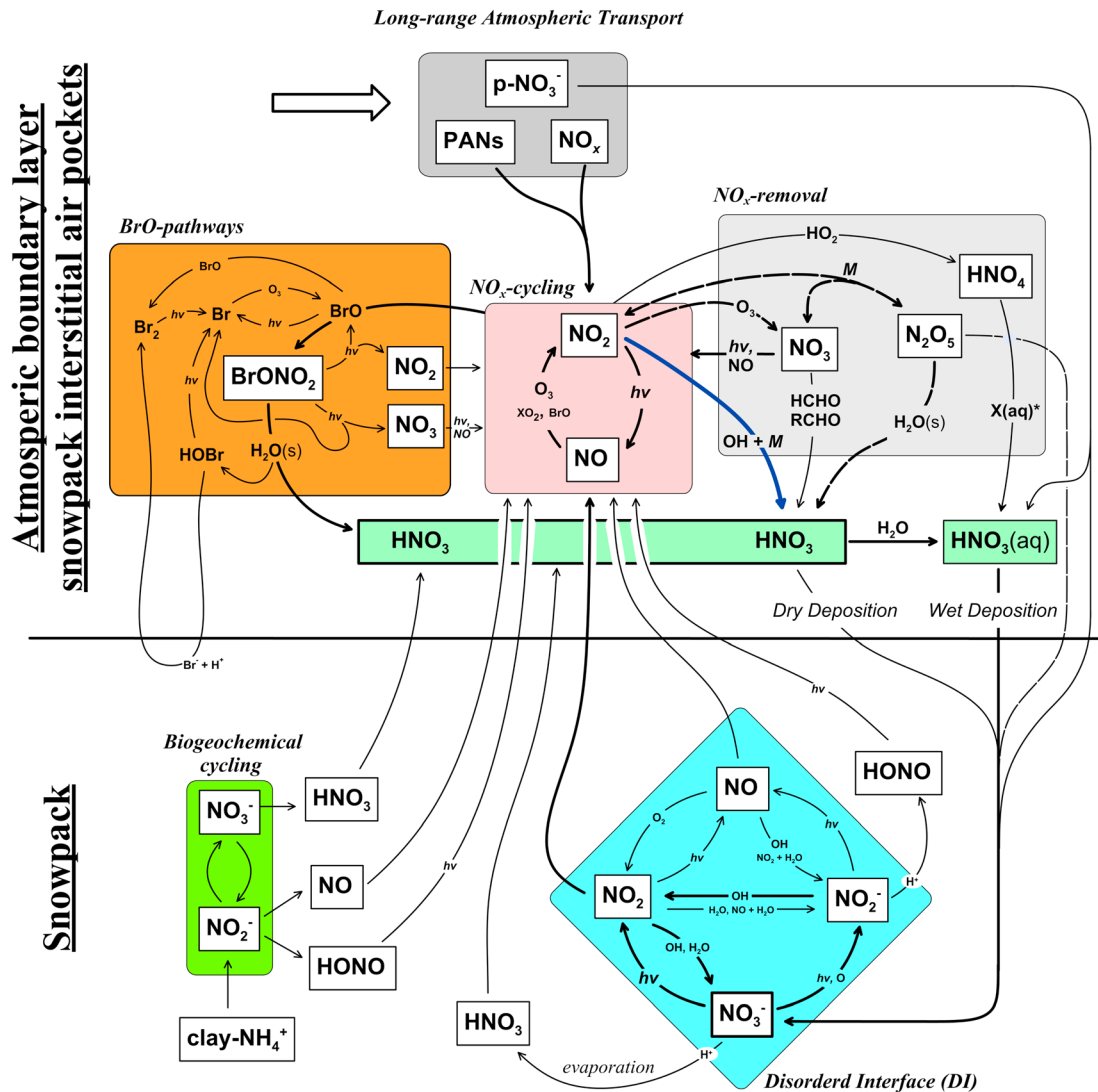 Long-range Atmospheric Transport
Atmosperic boundary layer
snowpack interstitial air pockets
p-NO₃⁻
PANs
NOₓ
BrO-pathways
NOₓ-removal
NOₓ-cycling
BrO
O₃
Br₂
hv
Br
hv
BrO
hv
BrONO₂
NO₂
hv
NO₃
hv,
NO
hv
HOBr
H₂O(s)
NO₂
O₃
XO₂, BrO
hv
NO
HO₂
M
HNO₄
O₃
NO₃
N₂O₅
hv,
NO
HCHO
RCHO
H₂O(s)
X(aq)*
OH + M
HNO₃
HNO₃
H₂O
HNO₃(aq)
Dry Deposition
Wet Deposition
Br⁻ + H⁺
Snowpack
Biogeochemical
cycling
NO₃⁻
HNO₃
NO
NO₂⁻
HONO
clay-NH₄⁺
hv
hv
HONO
NO
O₂
hv
OH
NO₂ + H₂O
hv
NO₂
OH
H₂O, NO + H₂O
NO₂⁻
H⁺
OH, H₂O
hv
hv, O
NO₃⁻
H⁺
HNO₃
evaporation
Disorderd Interface (DI)